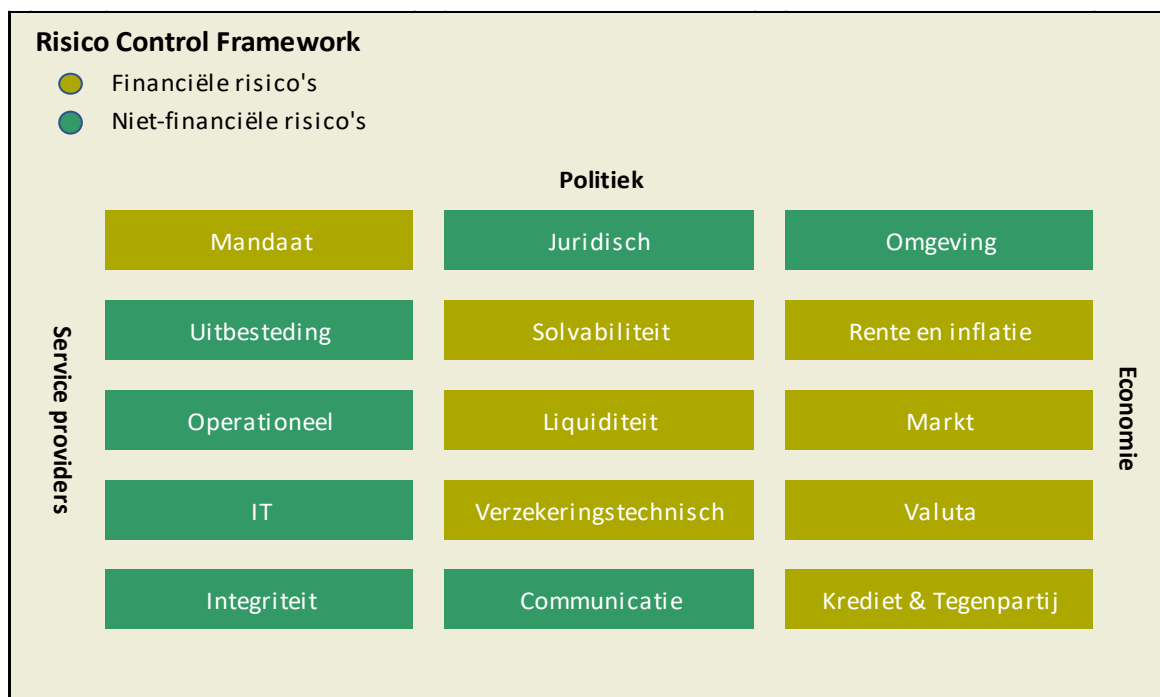 Risico Control Framework
Financiële risico's
Niet-financiële risico's
Politiek
Mandaat
Juridisch
Omgeving
Uitbesteding
Solvabiliteit
Rente en inflatie
Operationeel
Liquiditeit
Markt
IT
Verzekeringstechnisch
Valuta
Integriteit
Communicatie
Krediet & Tegenpartij
Service providers
Economie